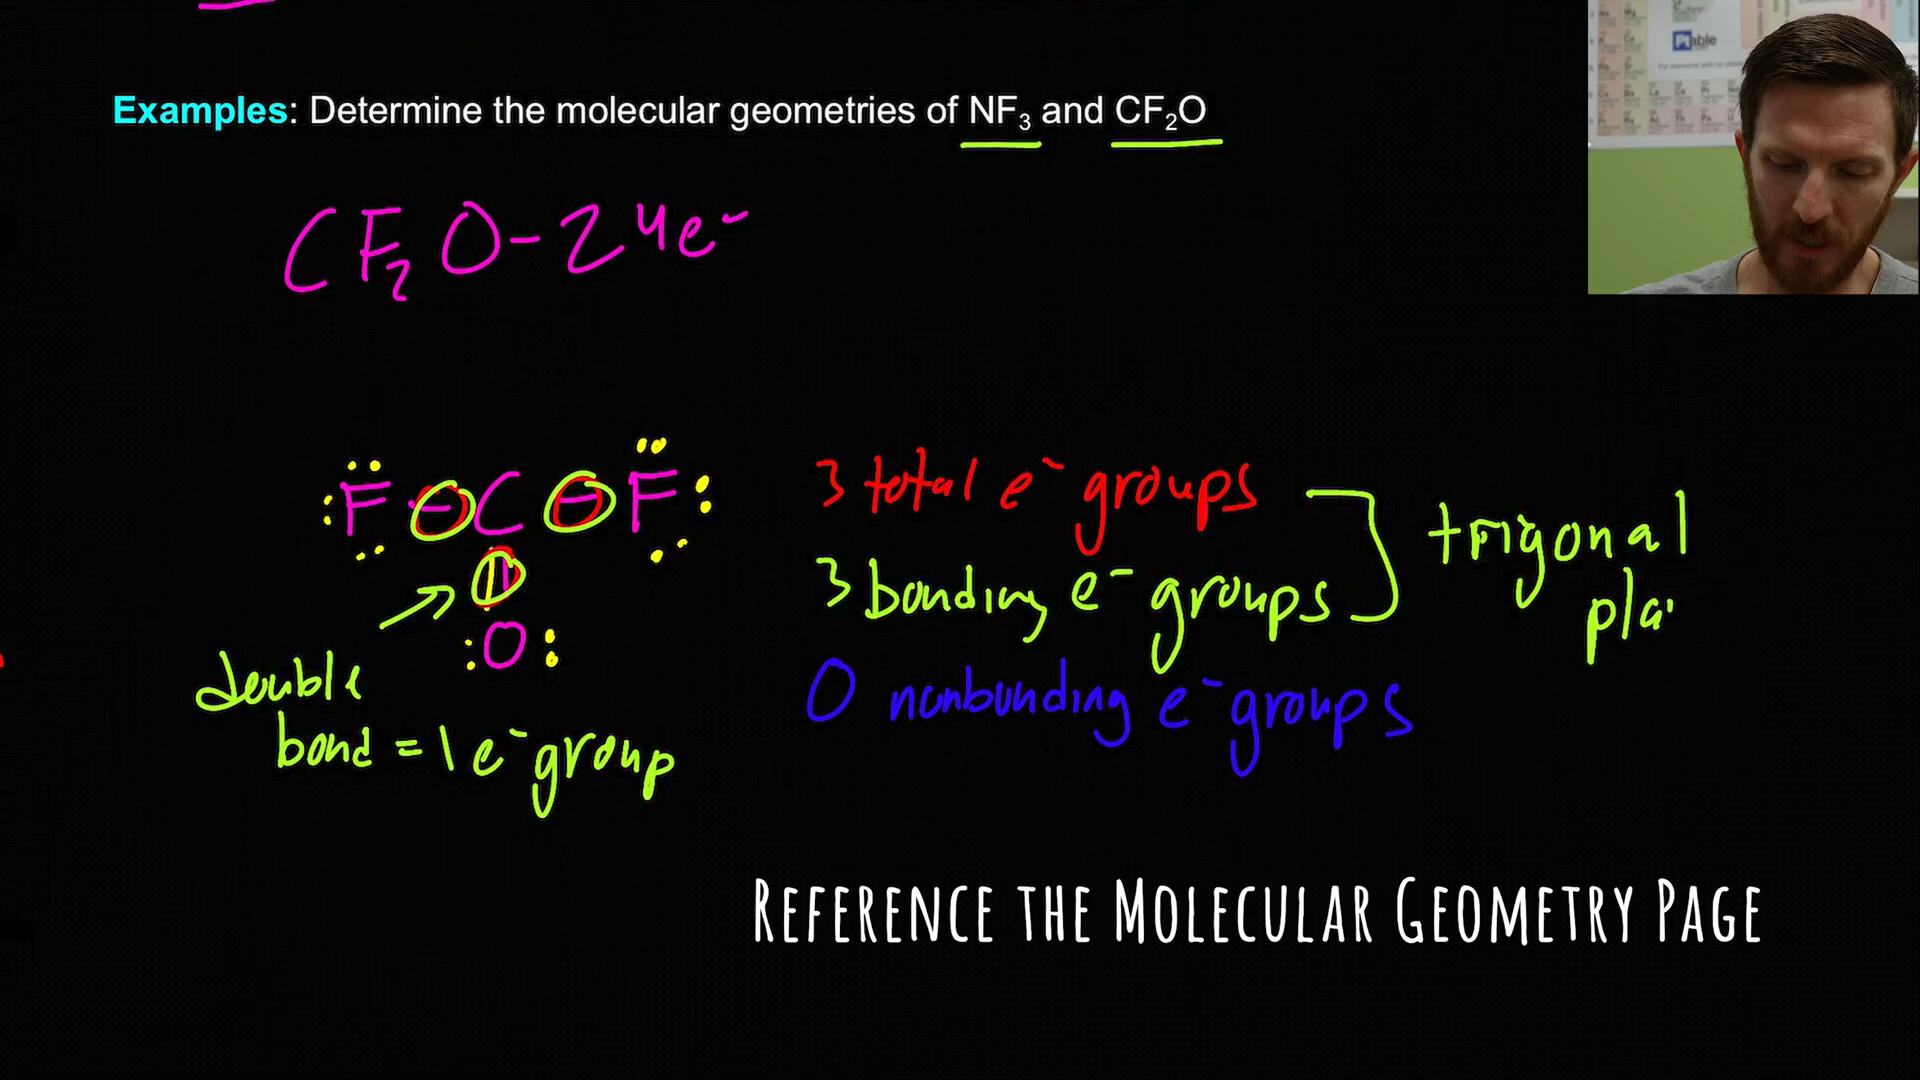 Ptable
Examples: Determine the molecular geometries of NF₃ and CF₂O
CF₂O - 24e⁻
F C F
O
3 total e⁻ groups
3 bonding e⁻ groups
0 nonbonding e⁻ groups
trigonal
pla
double
bond = 1 e⁻ group
REFERENCE THE MOLECULAR GEOMETRY PAGE